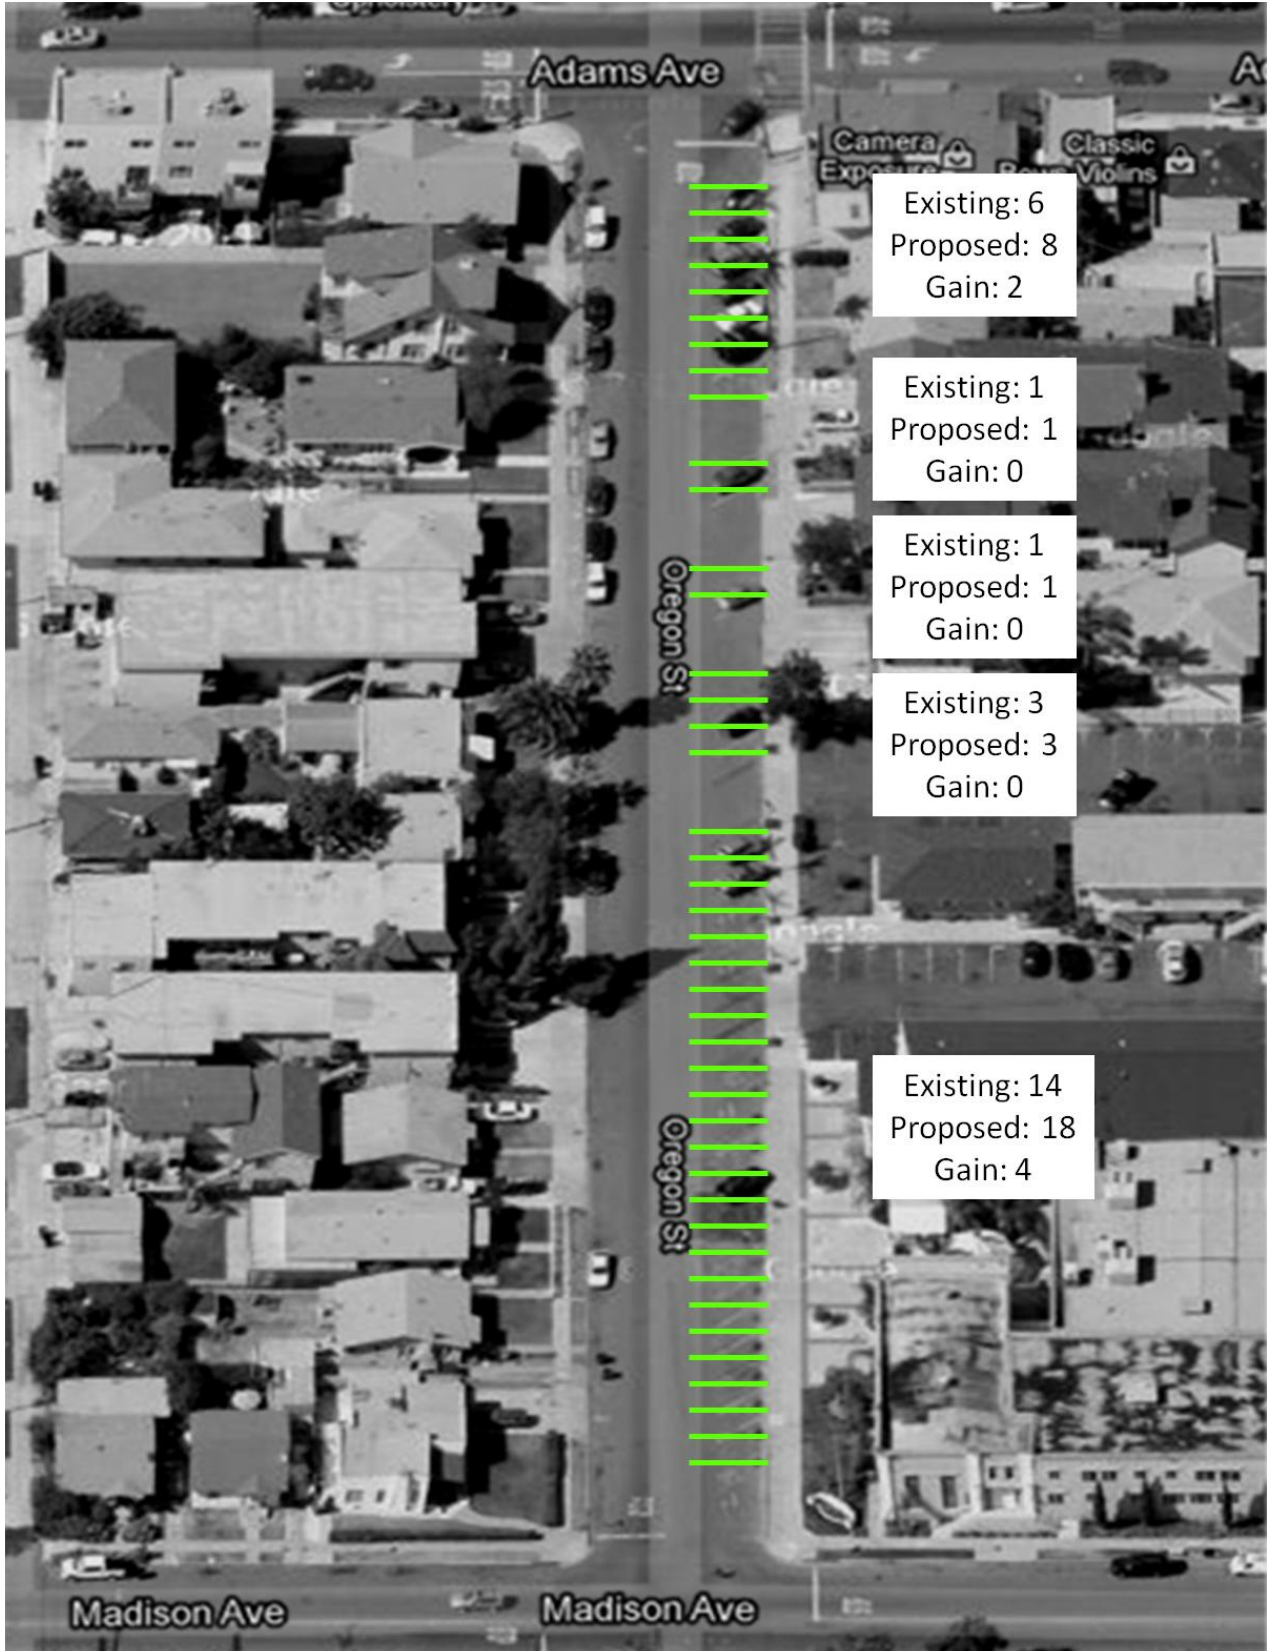 Upholstery
Adams Ave
Camera
Exposure
Classic
Violins
Existing: 6
Proposed: 8
Gain: 2
Existing: 1
Proposed: 1
Gain: 0
Existing: 1
Proposed: 1
Gain: 0
Oregon St
Existing: 3
Proposed: 3
Gain: 0
Existing: 14
Proposed: 18
Gain: 4
Oregon St
Madison Ave
Madison Ave